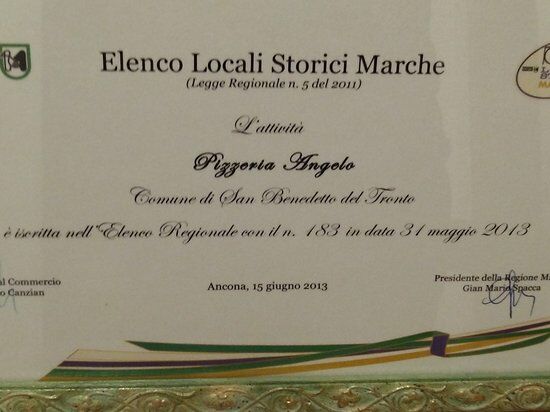 Elenco Locali Storici Marche
(Legge Regionale n. 5 del 2011)
L'attività
Pizzeria Angelo
Comune di San Benedetto del Tronto
è iscritta nell'Elenco Regionale con il n. 183 in data 31 maggio 2013
al Commercio
o Canzian
Ancona, 15 giugno 2013
Presidente della Regione M
Gian Mario Spacca